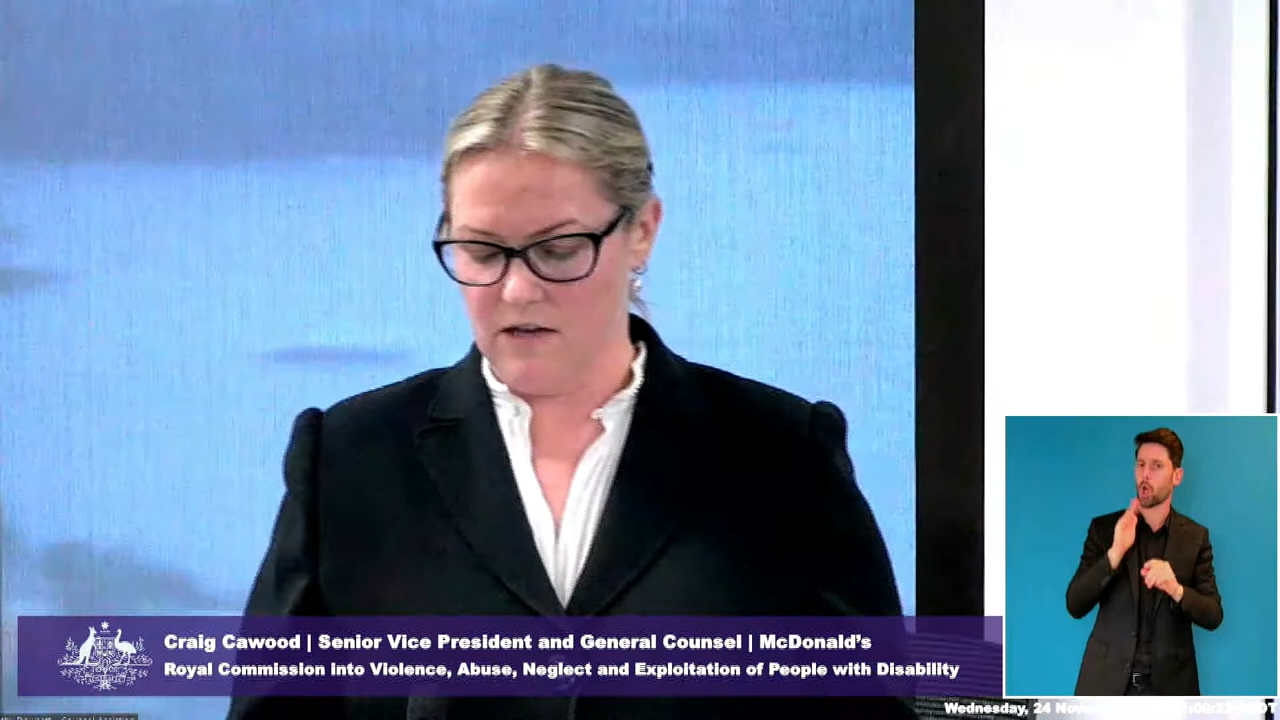 Craig Cawood | Senior Vice President and General Counsel | McDonald's
Royal Commission into Violence, Abuse, Neglect and Exploitation of People with Disability
Wednesday, 24